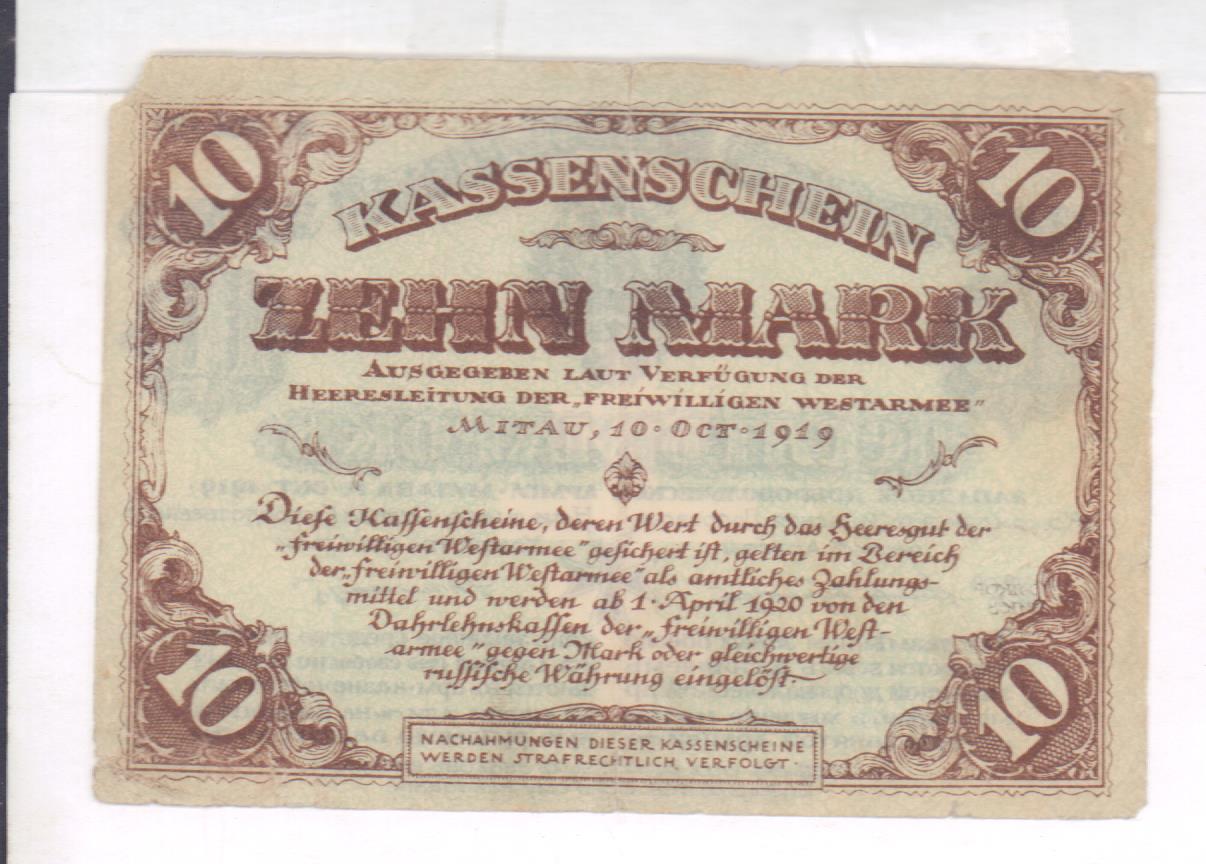 10 10
KASSENSCHEIN
ZEHN MARK
AUSGEGEBEN LAUT VERFÜGUNG DER
HEERESLEITUNG DER „FREIWILLIGEN WESTARMEE"
MITAU, 10·OCT·1919
Diese Kassenscheine, deren Wert durch das Heeresgut der
„Freiwilligen Westarmee" gesichert ist, gelten im Bereich
der „Freiwilligen Westarmee" als amtliches Zahlungs-
mittel und werden ab 1·April 1920 von den
Dahrlehnskassen der „Freiwilligen West-
armee" gegen Mark oder gleichwertige
russische Währung eingelöst.
10 10
NACHAHMUNGEN DIESER KASSENSCHEINE
WERDEN STRAFRECHTLICH VERFOLGT·